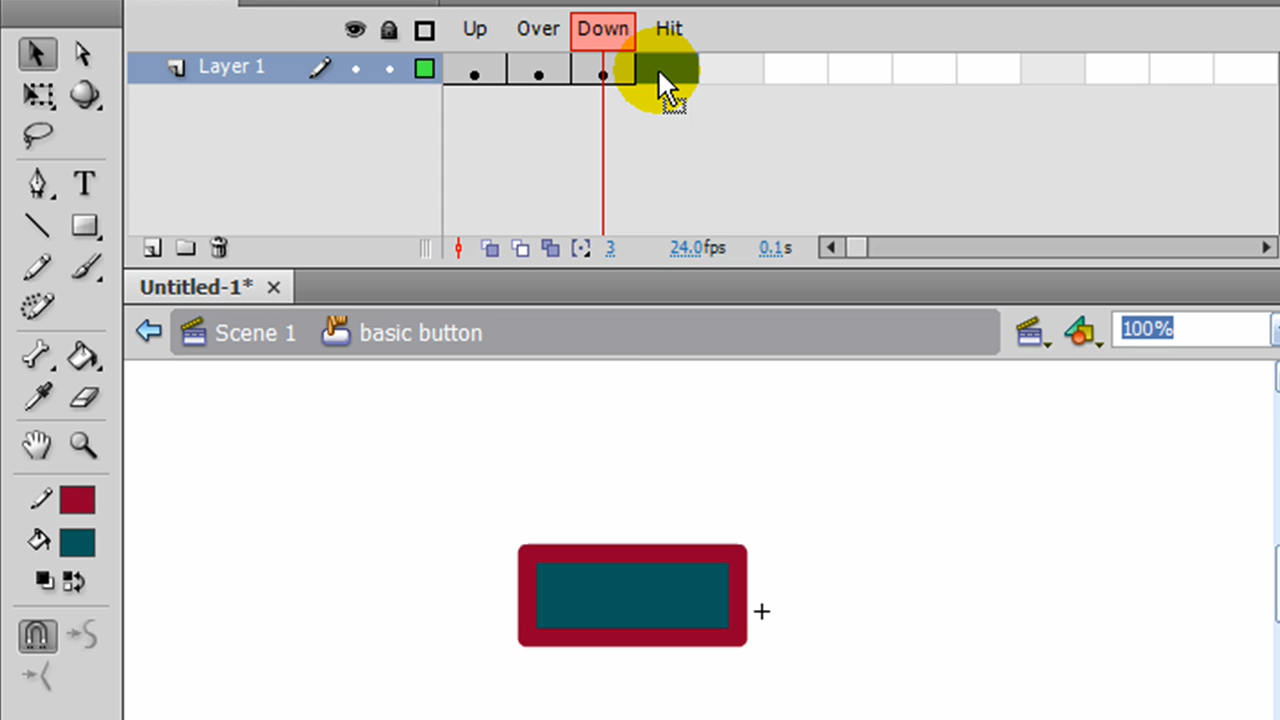 Up Over Down Hit
Layer 1
T
3 24.0fps 0.1s
Untitled-1* ×
Scene 1 basic button 100%